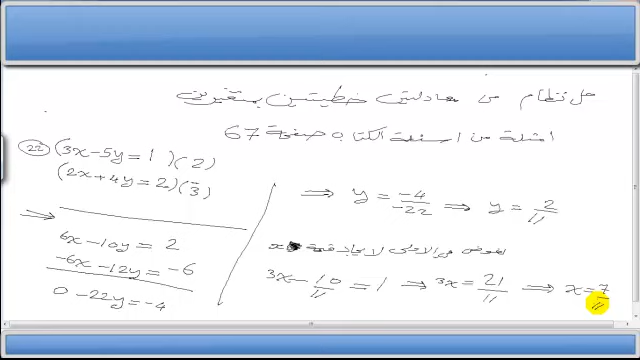 حل نظام من معادلتين خطيتين بمتغيرين
امثلة من اسئلة الكتاب صفحة 67
22 (3x-5y=1)(2)
(2x+4y=2)(-3)
⇒
6x-10y=2
-6x-12y=-6
0-22y=-4
⇒ y=-4/-22 ⇒ y=2/11
نعوض في الاولى لايجاد قيمة x
3x-10/11=1 ⇒ 3x=21/11 ⇒ x=7/11